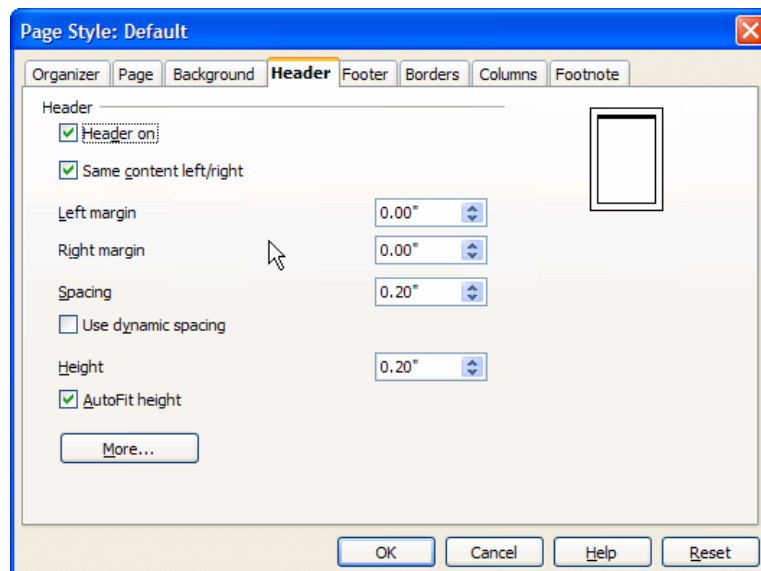 Page Style: Default
Organizer Page Background Header Footer Borders Columns Footnote
Header
Header on
Same content left/right
Left margin 0.00"
Right margin 0.00"
Spacing 0.20"
Use dynamic spacing
Height 0.20"
AutoFit height
More...
OK Cancel Help Reset